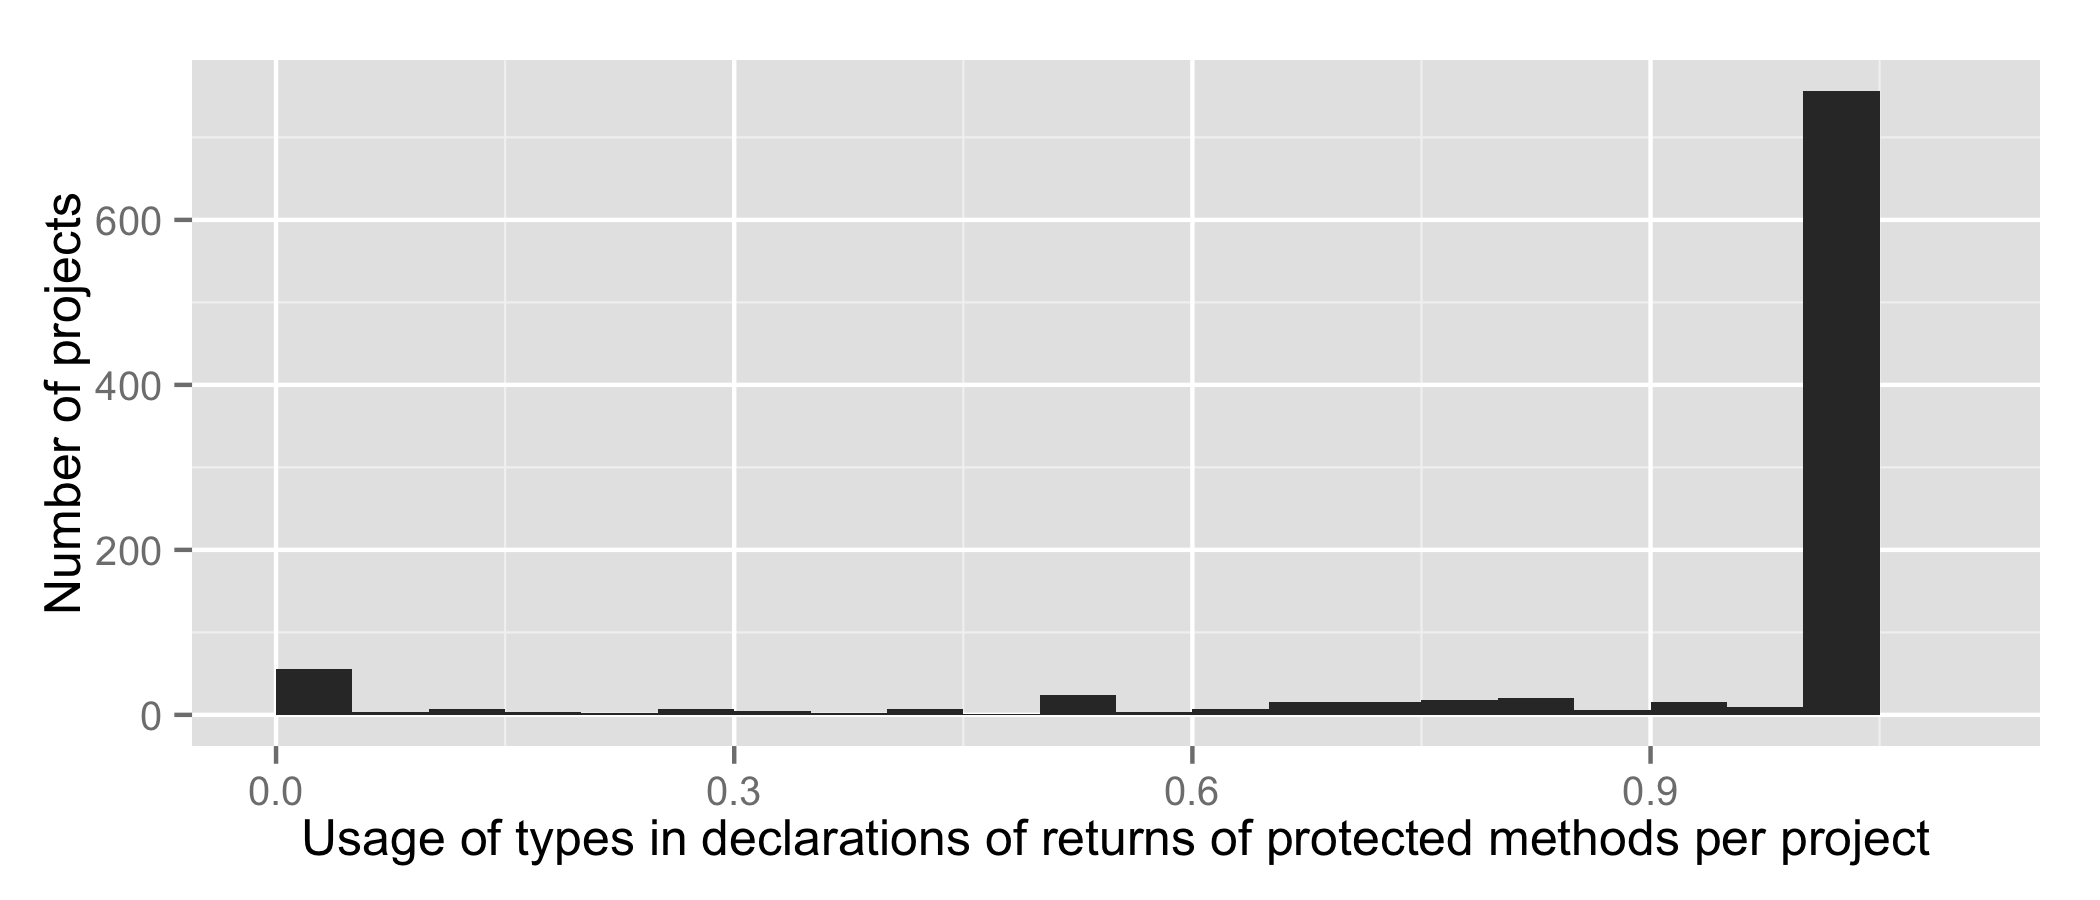 Number of projects
600
400
200
0
0.0 0.3 0.6 0.9
Usage of types in declarations of returns of protected methods per project